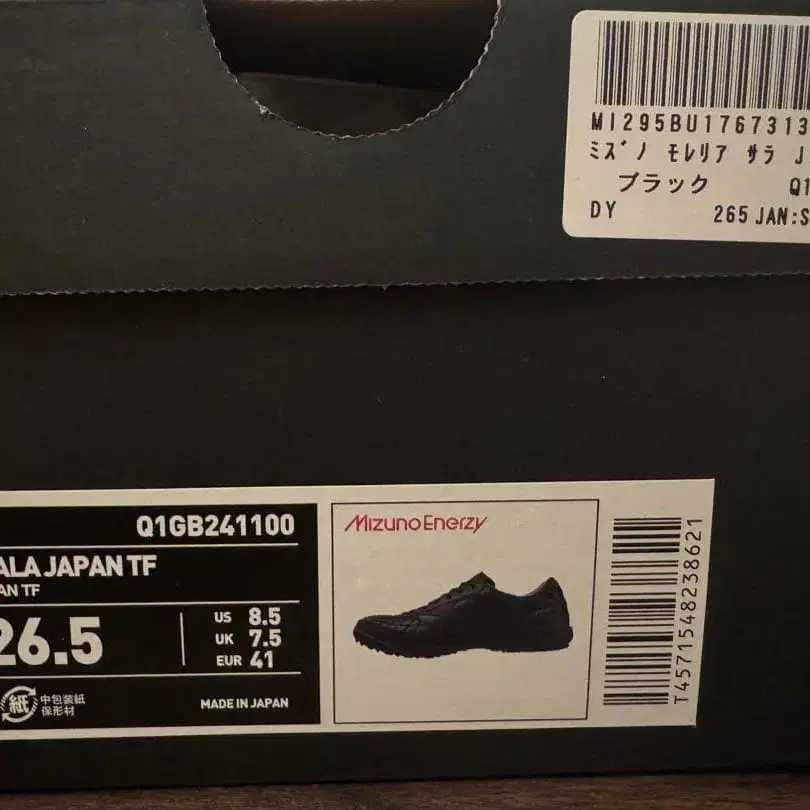 MI295BU1767313
ﾐｽﾞﾉ ﾓﾚﾘｱ ｻﾗ J
ブラック Q1
DY 265 JAN:S
Q1GB241100
ALA JAPAN TF
AN TF
26.5
US 8.5
UK 7.5
EUR 41
紙 中包装紙
保形材
MADE IN JAPAN
MizunoEnerzy
T4571548238621